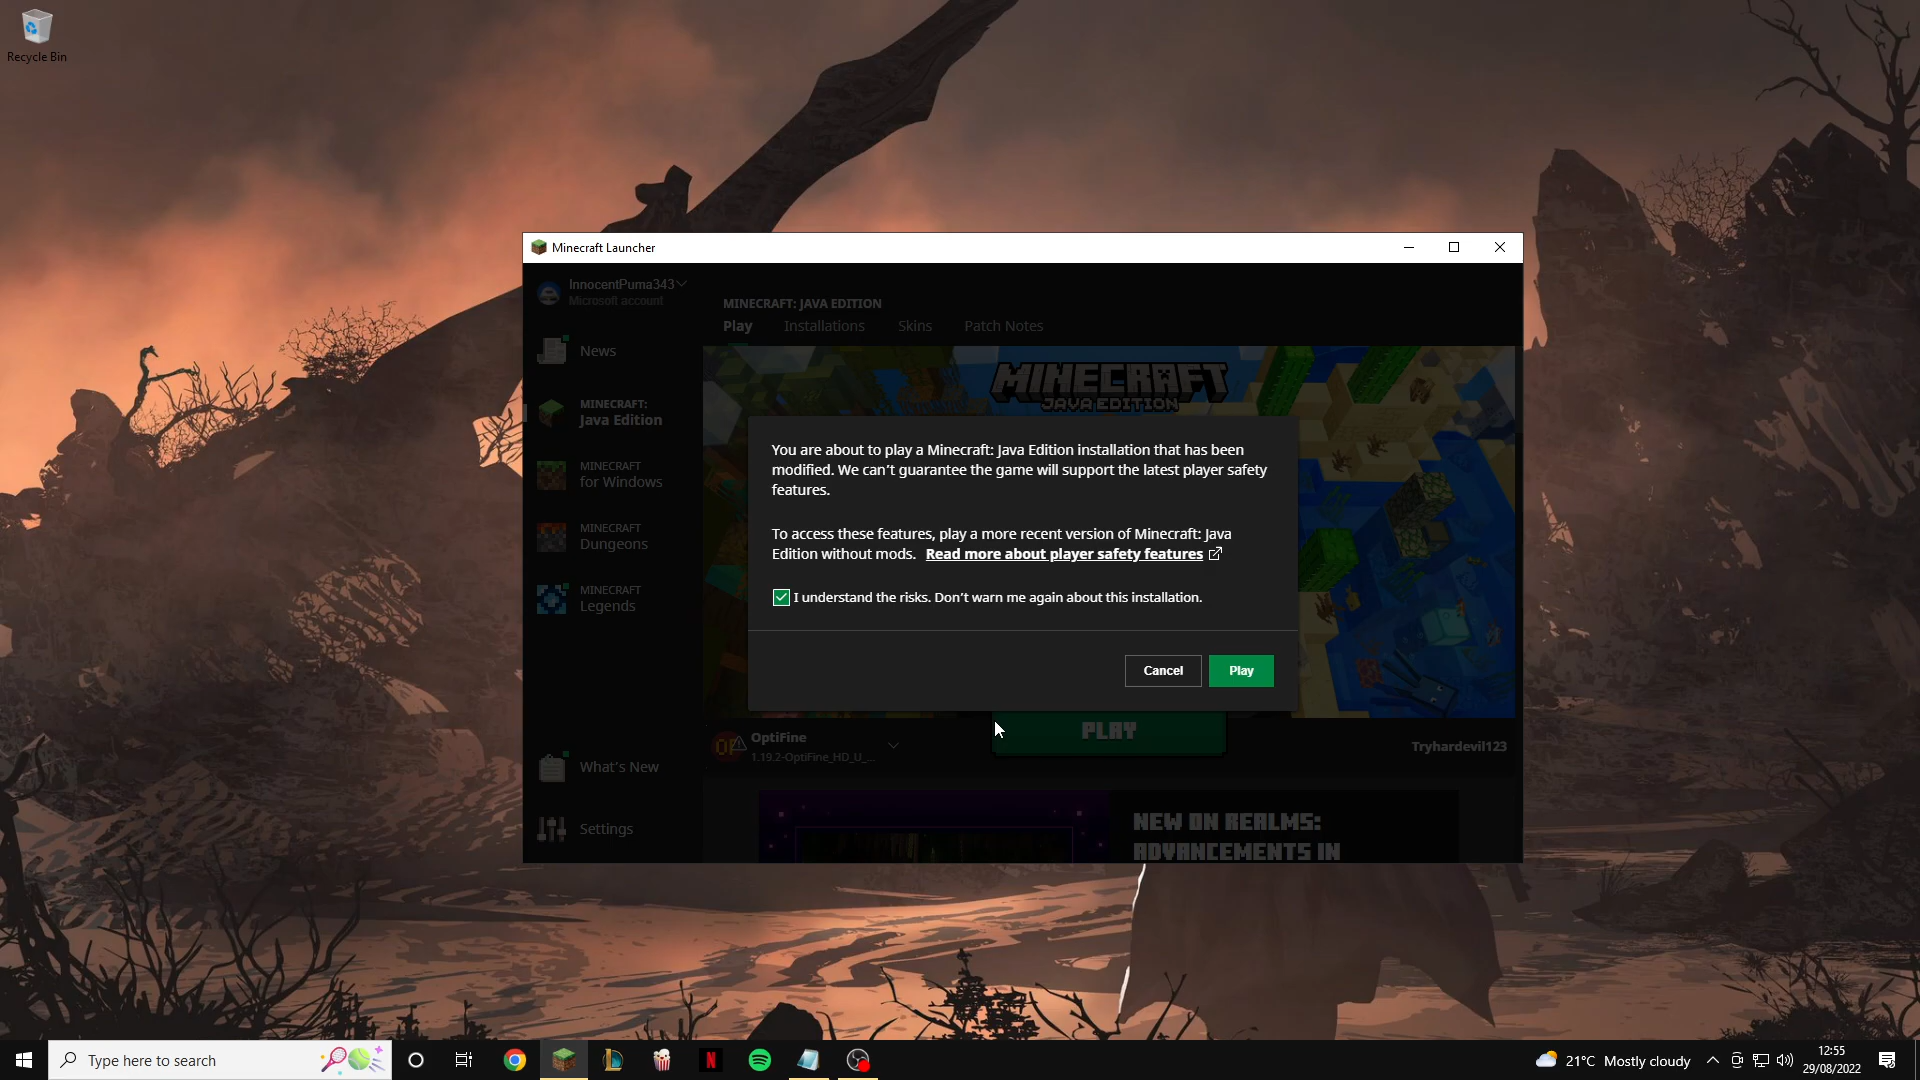 Recycle Bin
Minecraft Launcher
InnocentPuma343
Microsoft account
News
MINECRAFT:
Java Edition
MINECRAFT
for Windows
MINECRAFT
Dungeons
MINECRAFT
Legends
What's New
Settings
MINECRAFT: JAVA EDITION
Play Installations Skins Patch Notes
MINECRAFT
JAVA EDITION
You are about to play a Minecraft: Java Edition installation that has been
modified. We can't guarantee the game will support the latest player safety
features.
To access these features, play a more recent version of Minecraft: Java
Edition without mods. Read more about player safety features
I understand the risks. Don't warn me again about this installation.
Cancel Play
OptiFine
1.19.2-OptiFine_HD_U_...
PLAY
Tryhardevil123
NEW ON REALMS:
ADVANCEMENTS IN
Type here to search
21°C Mostly cloudy
12:55
29/08/2022